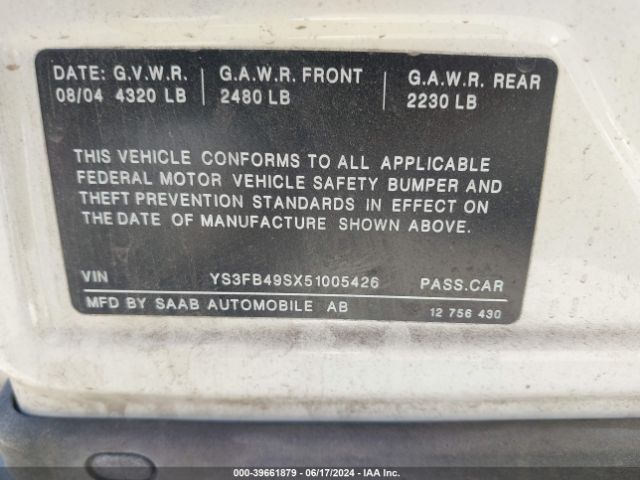 DATE: G.V.W.R. G.A.W.R. FRONT G.A.W.R. REAR
08/04 4320 LB 2480 LB 2230 LB
THIS VEHICLE CONFORMS TO ALL APPLICABLE
FEDERAL MOTOR VEHICLE SAFETY BUMPER AND
THEFT PREVENTION STANDARDS IN EFFECT ON
THE DATE OF MANUFACTURE SHOWN ABOVE.
VIN YS3FB49SX51005426 PASS.CAR
MFD BY SAAB AUTOMOBILE AB 12 756 430
000-39661879 - 06/17/2024 - IAA Inc.